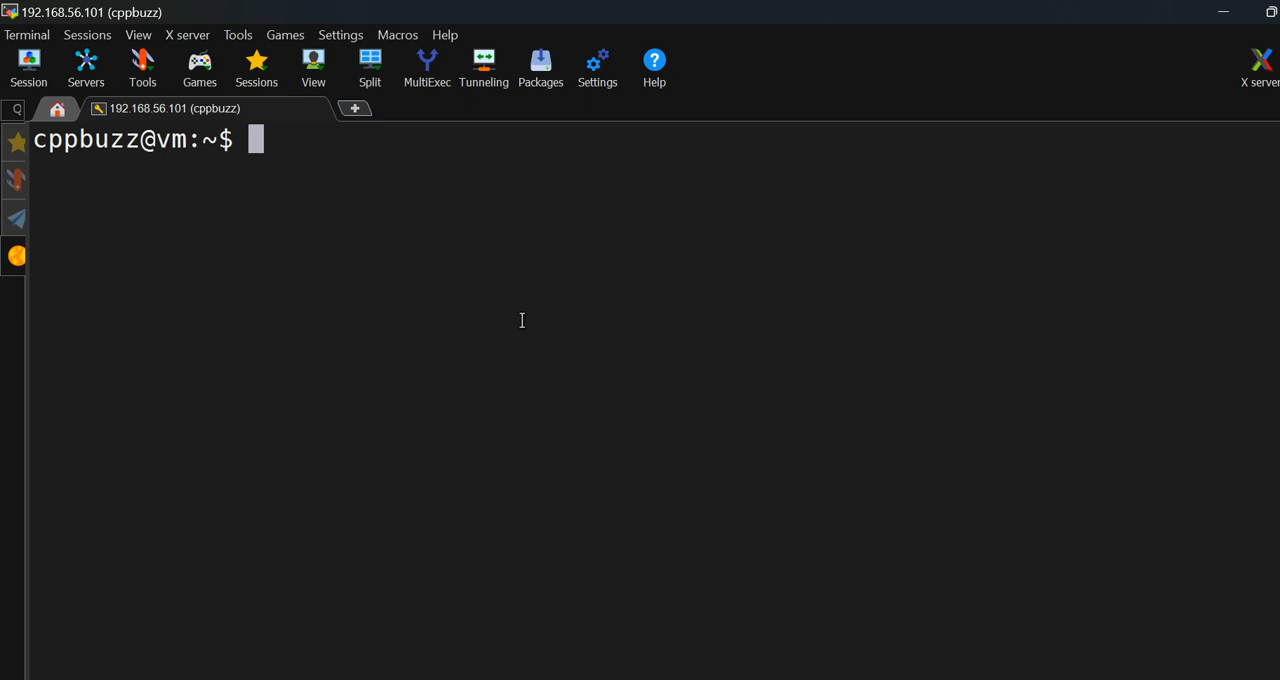 192.168.56.101 (cppbuzz)
Terminal Sessions View X server Tools Games Settings Macros Help
Session Servers Tools Games Sessions View Split MultiExec Tunneling Packages Settings Help X server
192.168.56.101 (cppbuzz)
cppbuzz@vm:~$